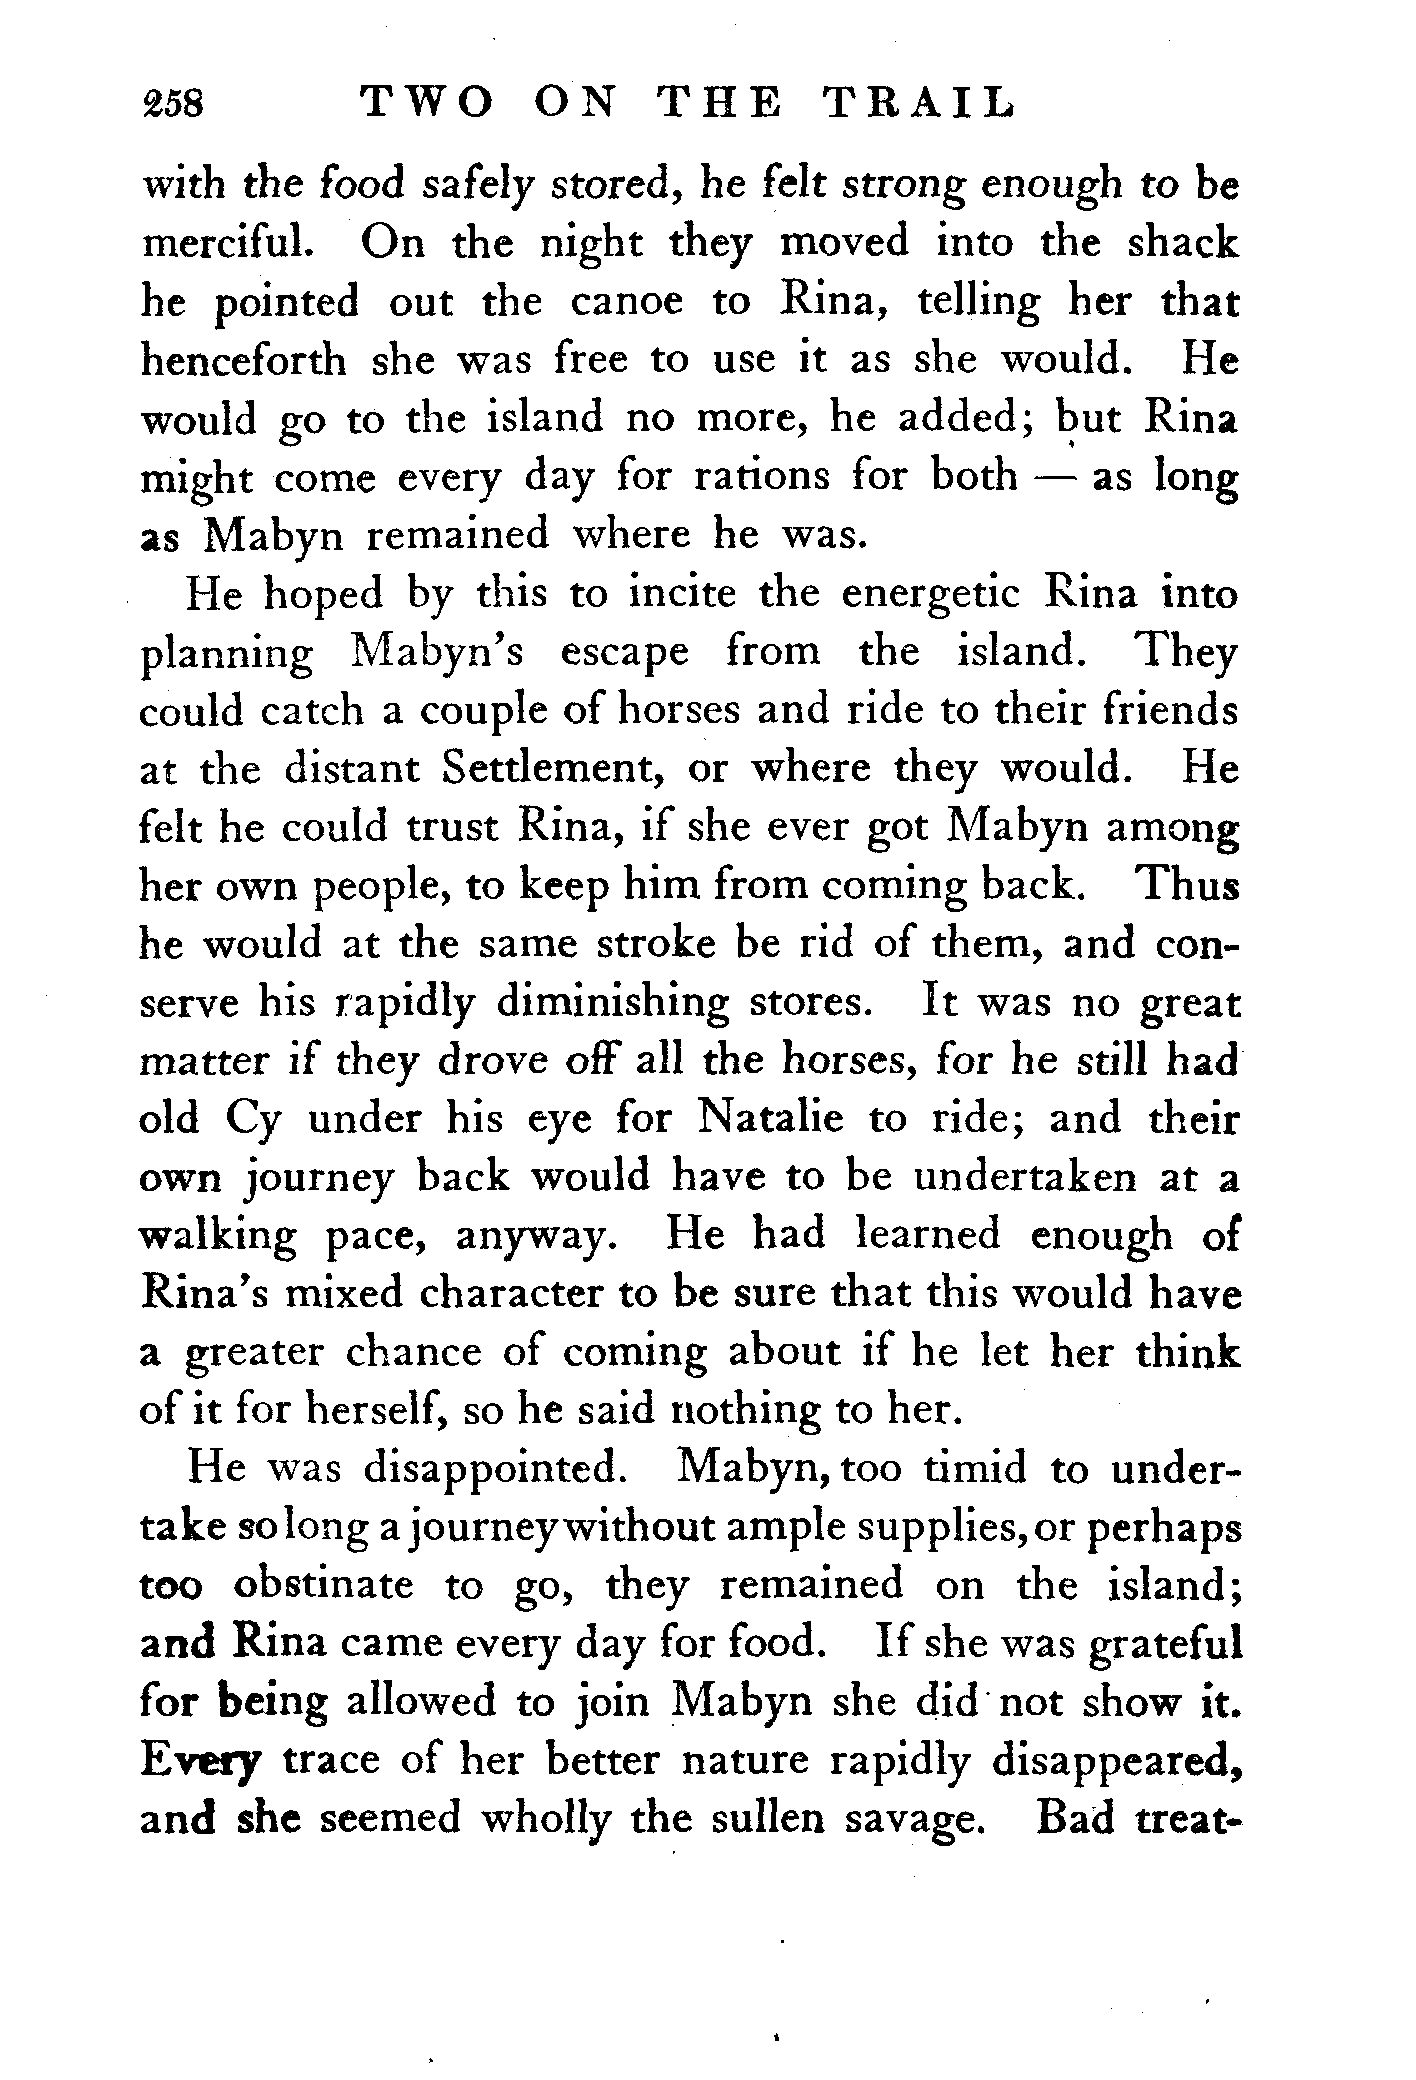 258 TWO ON THE TRAIL
with the food safely stored, he felt strong enough to be
merciful. On the night they moved into the shack
he pointed out the canoe to Rina, telling her that
henceforth she was free to use it as she would. He
would go to the island no more, he added; but Rina
might come every day for rations for both — as long
as Mabyn remained where he was.
He hoped by this to incite the energetic Rina into
planning Mabyn's escape from the island. They
could catch a couple of horses and ride to their friends
at the distant Settlement, or where they would. He
felt he could trust Rina, if she ever got Mabyn among
her own people, to keep him from coming back. Thus
he would at the same stroke be rid of them, and con-
serve his rapidly diminishing stores. It was no great
matter if they drove off all the horses, for he still had
old Cy under his eye for Natalie to ride; and their
own journey back would have to be undertaken at a
walking pace, anyway. He had learned enough of
Rina's mixed character to be sure that this would have
a greater chance of coming about if he let her think
of it for herself, so he said nothing to her.
He was disappointed. Mabyn, too timid to under-
take so long a journey without ample supplies, or perhaps
too obstinate to go, they remained on the island;
and Rina came every day for food. If she was grateful
for being allowed to join Mabyn she did not show it.
Every trace of her better nature rapidly disappeared,
and she seemed wholly the sullen savage. Bad treat-